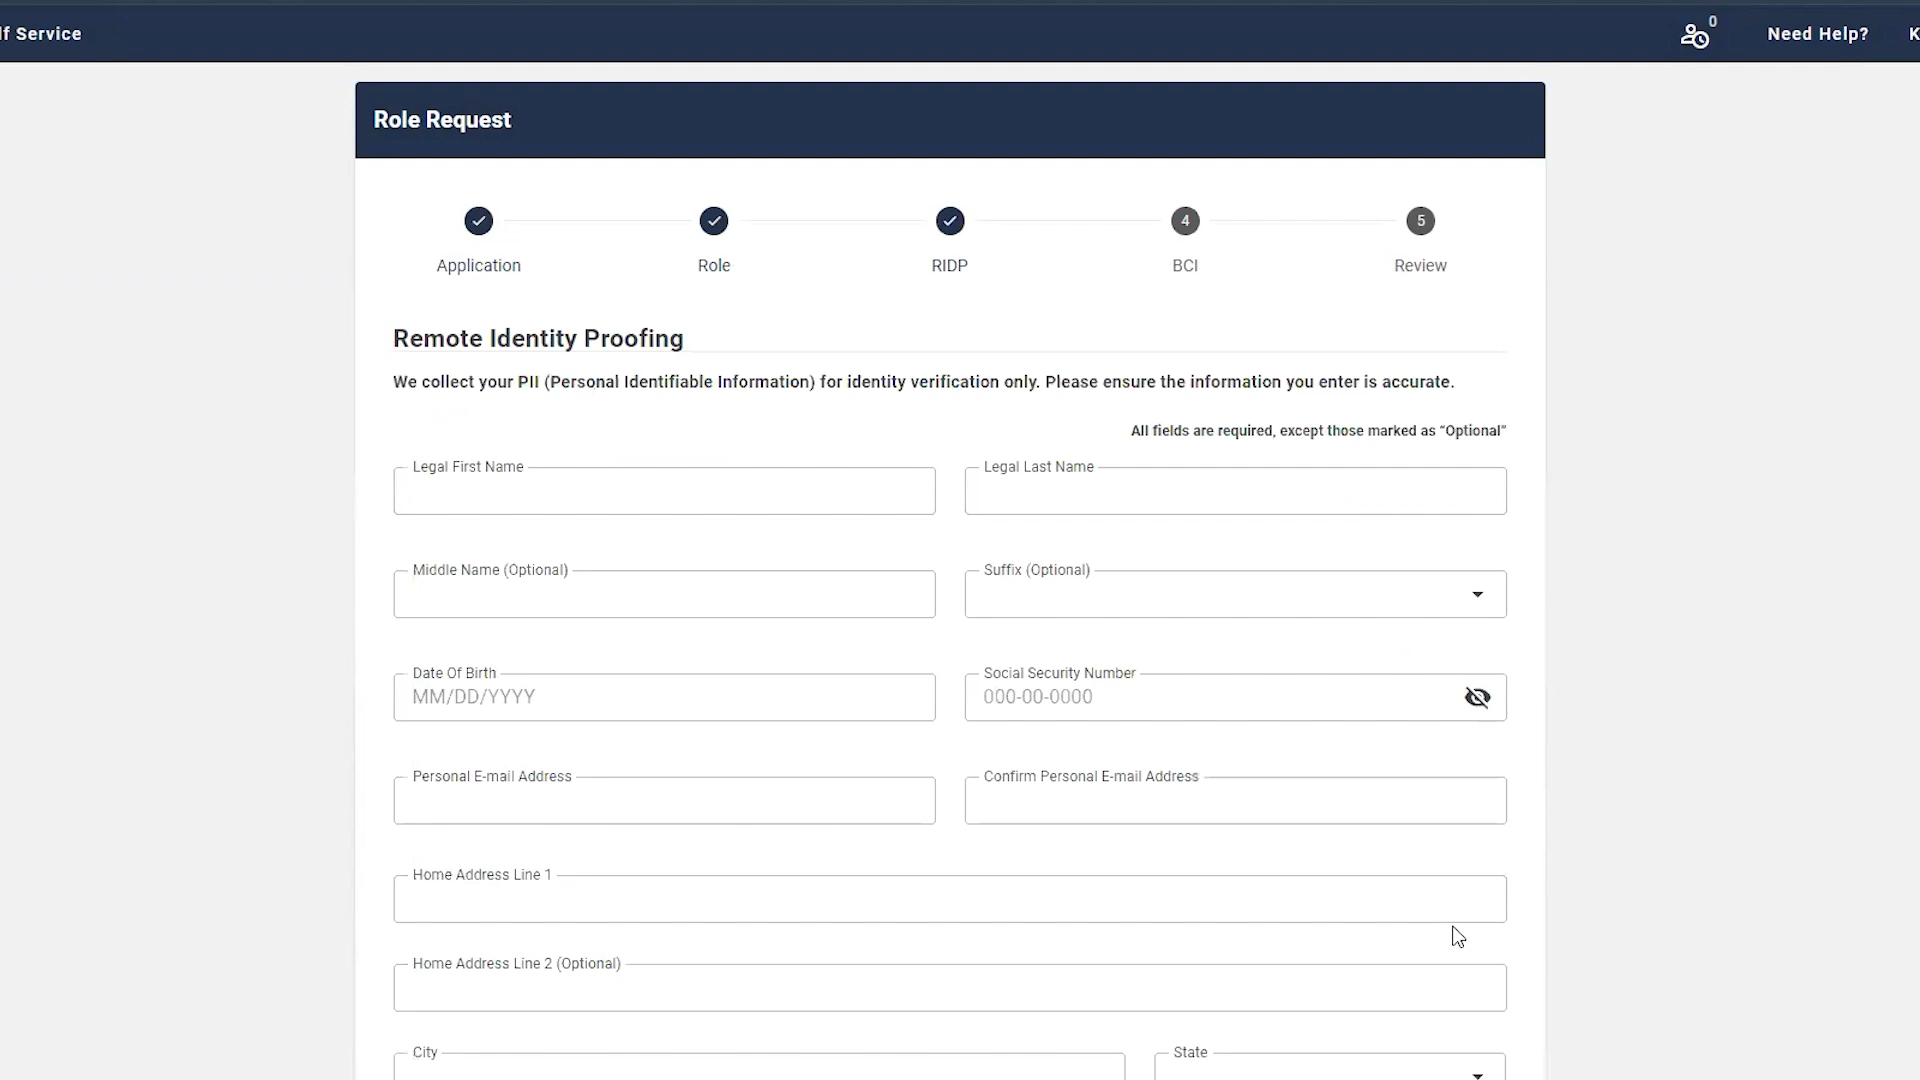 lf Service
0
Need Help?
K
Role Request
4
5
Application
Role
RIDP
BCI
Review
Remote Identity Proofing
We collect your PII (Personal Identifiable Information) for identity verification only. Please ensure the information you enter is accurate.
All fields are required, except those marked as “Optional”
Legal First Name
Legal Last Name
Middle Name (Optional)
Suffix (Optional)
Date Of Birth
MM/DD/YYYY
Social Security Number
000-00-0000
Personal E-mail Address
Confirm Personal E-mail Address
Home Address Line 1
Home Address Line 2 (Optional)
City
State